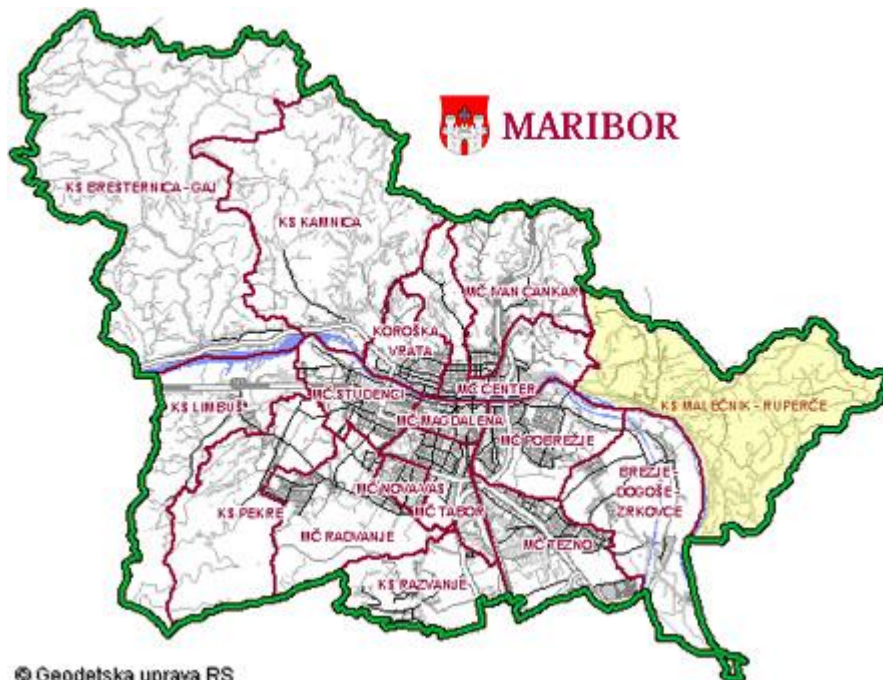 MARIBOR
KS BRESTERNICA - GAJ
KS KAMNICA
MČ IVAN CANKAR
KOROŠKA
VRATA
MČ CENTER
MČ STUDENCI
KS LIMBUŠ
MČ MAGDALENA
KS MALEČNIK - RUPERČE
MČ POBREŽJE
BREZJE-
DOGOŠE-
ZRKOVCE
MČ NOVA VAS
KS PEKRE
MČ TABOR
MČ RADVANJE
MČ TEZNO
KS RAZVANJE
© Geodetska uprava RS